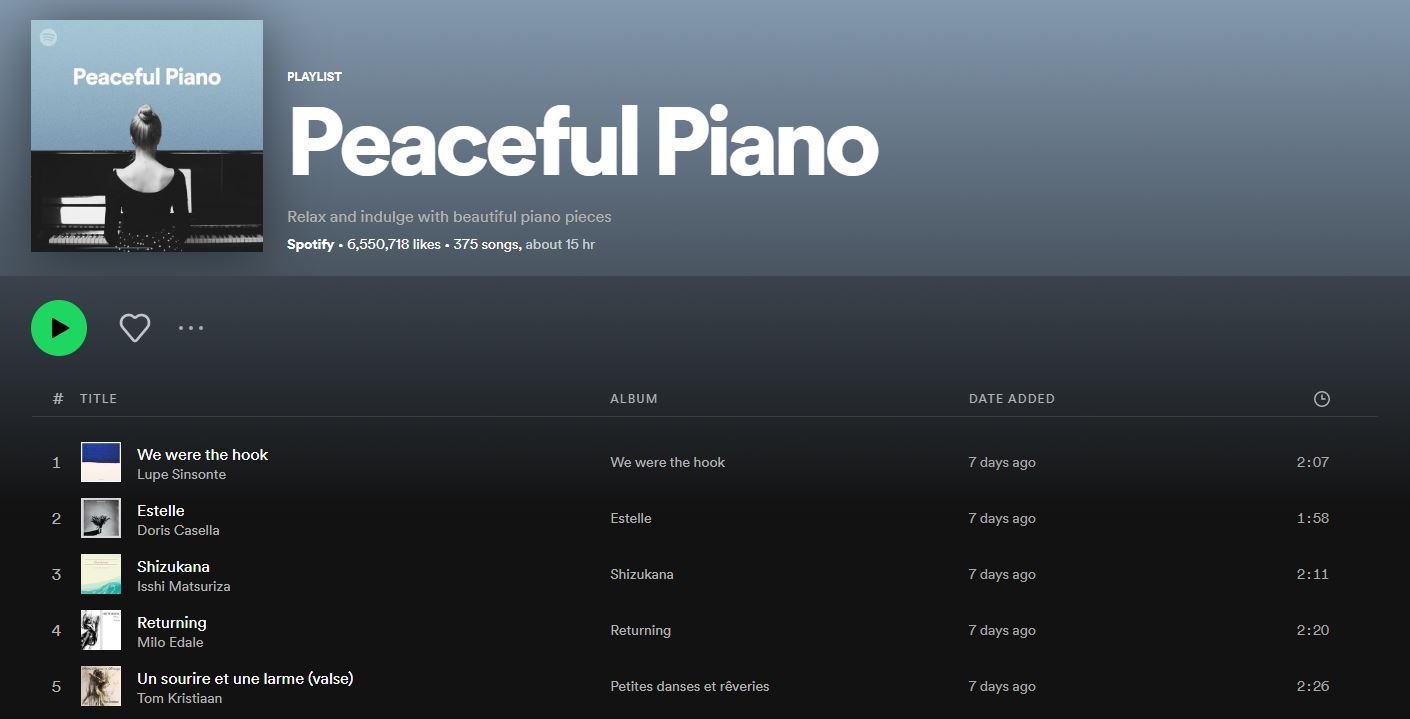 Peaceful Piano
PLAYLIST
Peaceful Piano
Relax and indulge with beautiful piano pieces
Spotify • 6,550,718 likes • 375 songs, about 15 hr
# TITLE ALBUM DATE ADDED
1 We were the hook We were the hook 7 days ago 2:07
Lupe Sinsonte
2 Estelle Estelle 7 days ago 1:58
Doris Casella
3 Shizukana Shizukana 7 days ago 2:11
Isshi Matsuriza
4 Returning Returning 7 days ago 2:20
Milo Edale
5 Un sourire et une larme (valse) Petites danses et rêveries 7 days ago 2:26
Tom Kristiaan